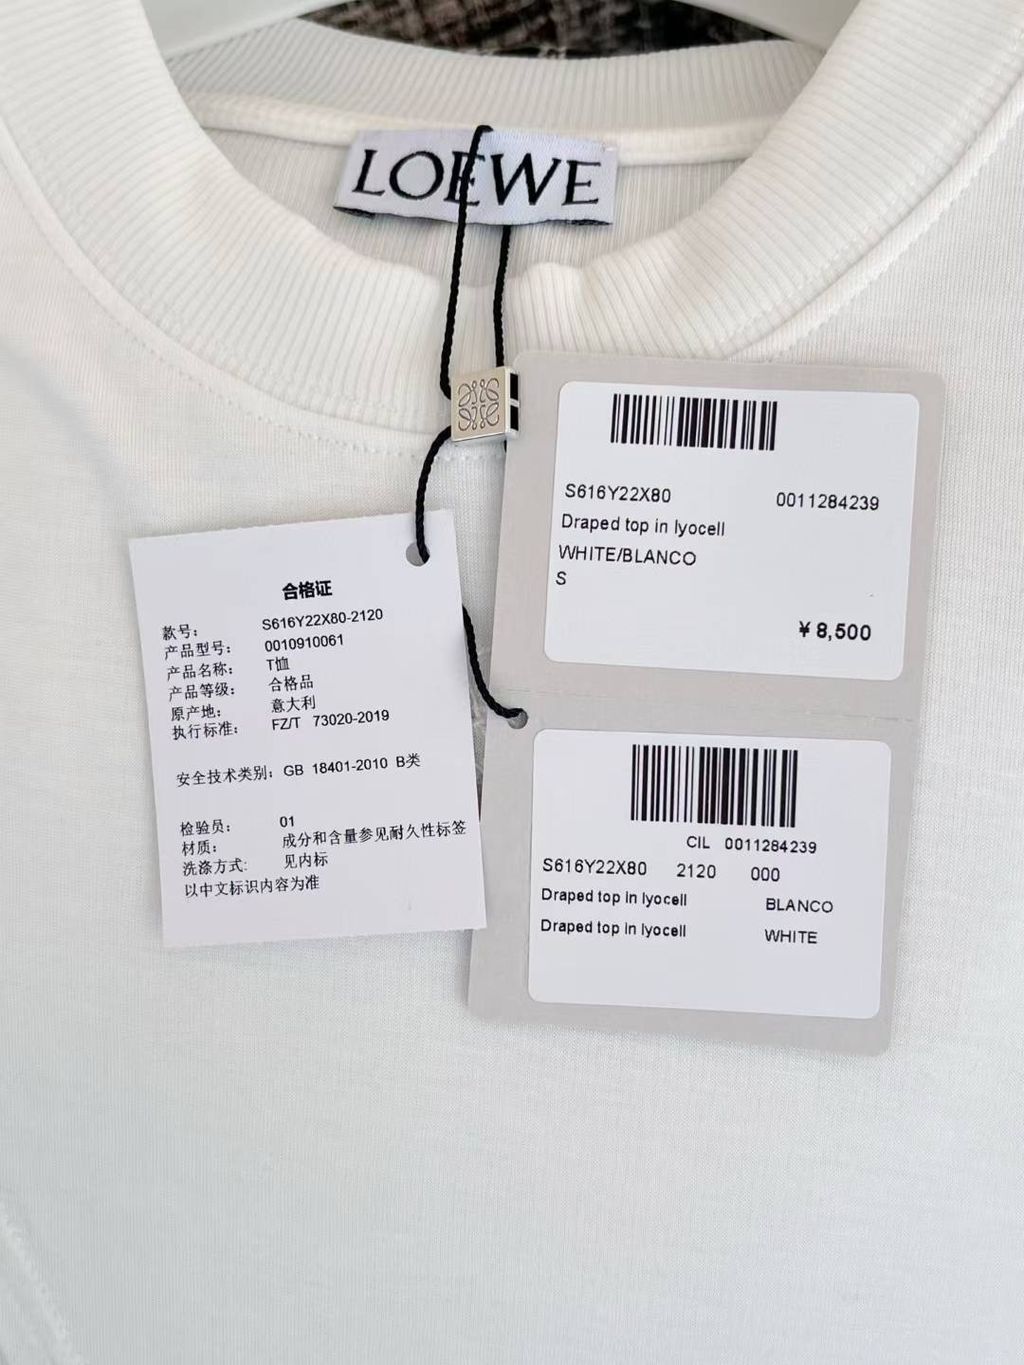 LOEWE
S616Y22X80 0011284239
Draped top in lyocell
WHITE/BLANCO
S
¥ 8,500
合格证
款号: S616Y22X80-2120
产品型号: 0010910061
产品名称: T恤
产品等级: 合格品
原产地: 意大利
执行标准: FZ/T 73020-2019
安全技术类别: GB 18401-2010 B类
检验员: 01
材质: 成分和含量参见耐久性标签
洗涤方式: 见内标
以中文标识内容为准
CIL 0011284239
S616Y22X80 2120 000
Draped top in lyocell BLANCO
Draped top in lyocell WHITE